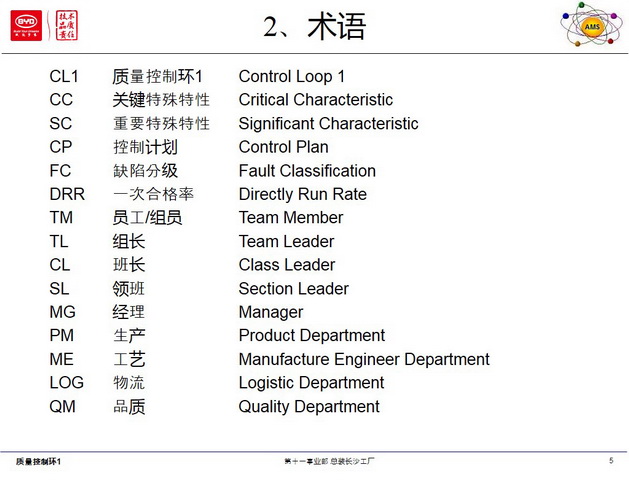 BYD
技术
品质
责任
2、术语
AMS
CL1 质量控制环1 Control Loop 1
CC 关键特殊特性 Critical Characteristic
SC 重要特殊特性 Significant Characteristic
CP 控制计划 Control Plan
FC 缺陷分级 Fault Classification
DRR 一次合格率 Directly Run Rate
TM 员工/组员 Team Member
TL 组长 Team Leader
CL 班长 Class Leader
SL 领班 Section Leader
MG 经理 Manager
PM 生产 Product Department
ME 工艺 Manufacture Engineer Department
LOG 物流 Logistic Department
QM 品质 Quality Department
质量控制环1 第十一事业部 总装长沙工厂 5